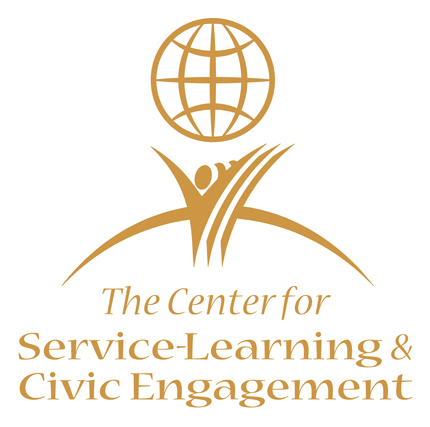 The Center for
Service-Learning &
Civic Engagement